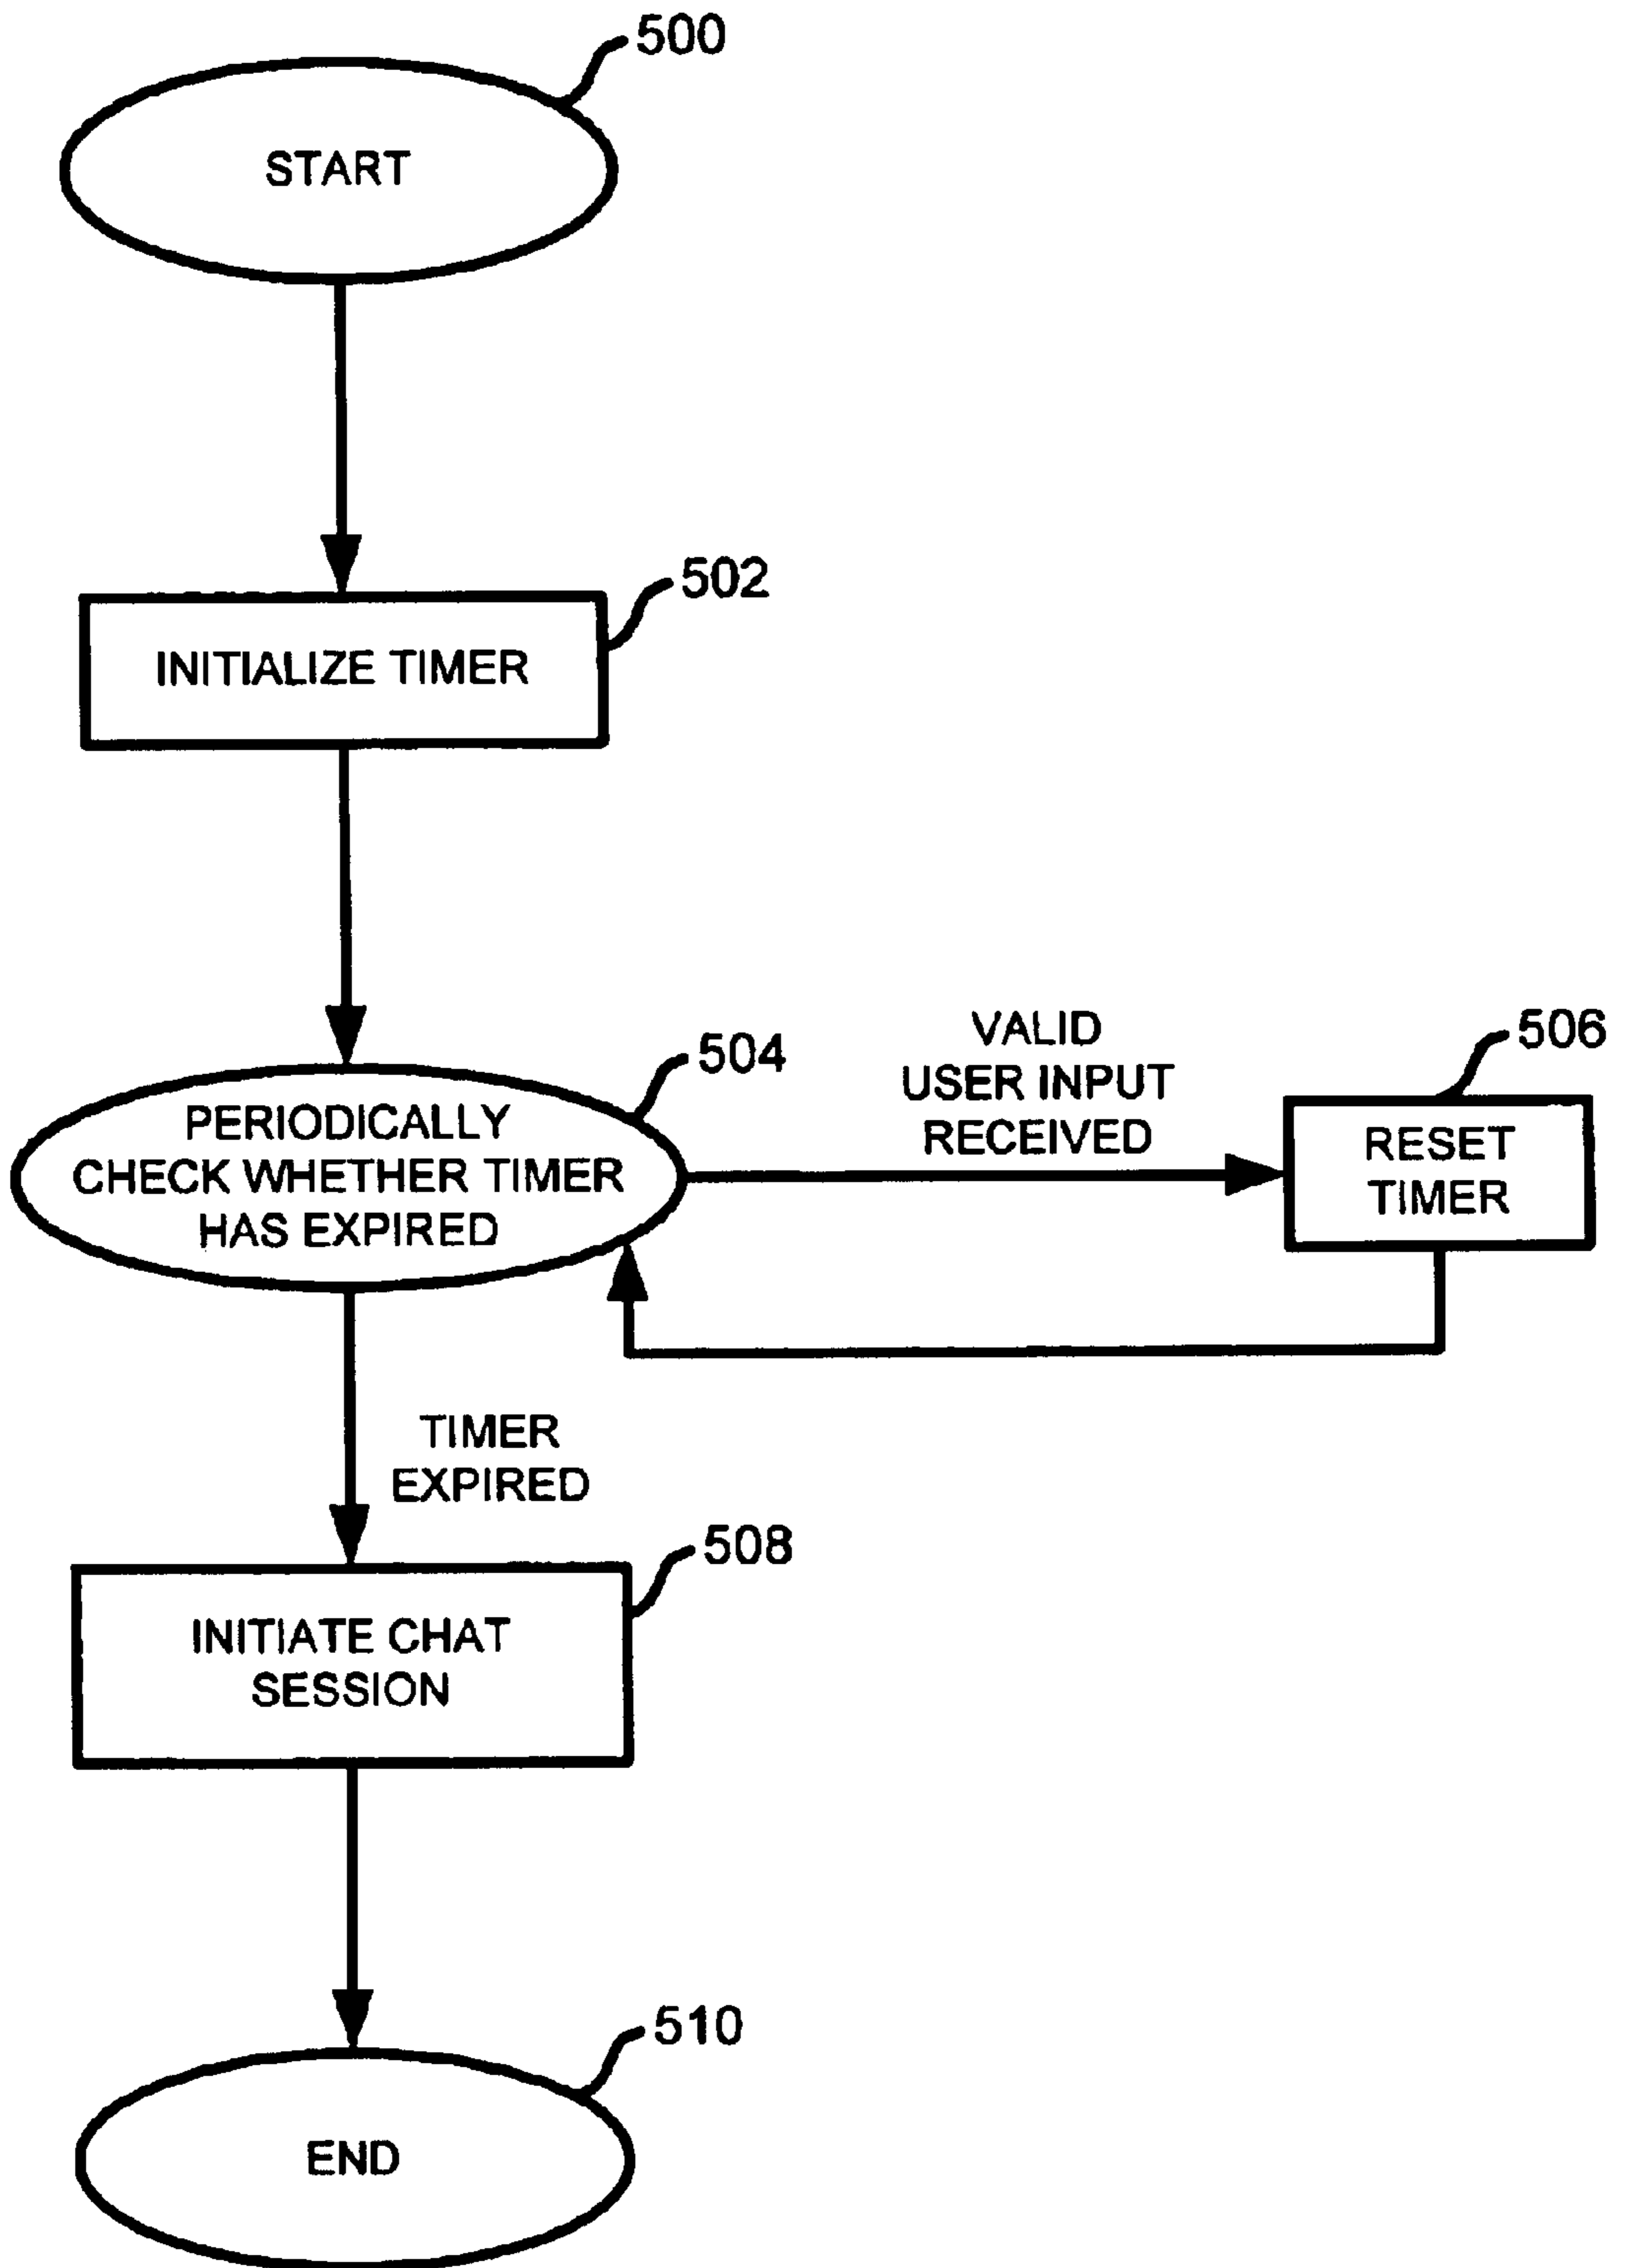 500
START
502
INITIALIZE TIMER
504
PERIODICALLY
CHECK WHETHER TIMER
HAS EXPIRED
VALID
USER INPUT
RECEIVED
506
RESET
TIMER
TIMER
EXPIRED
508
INITIATE CHAT
SESSION
510
END